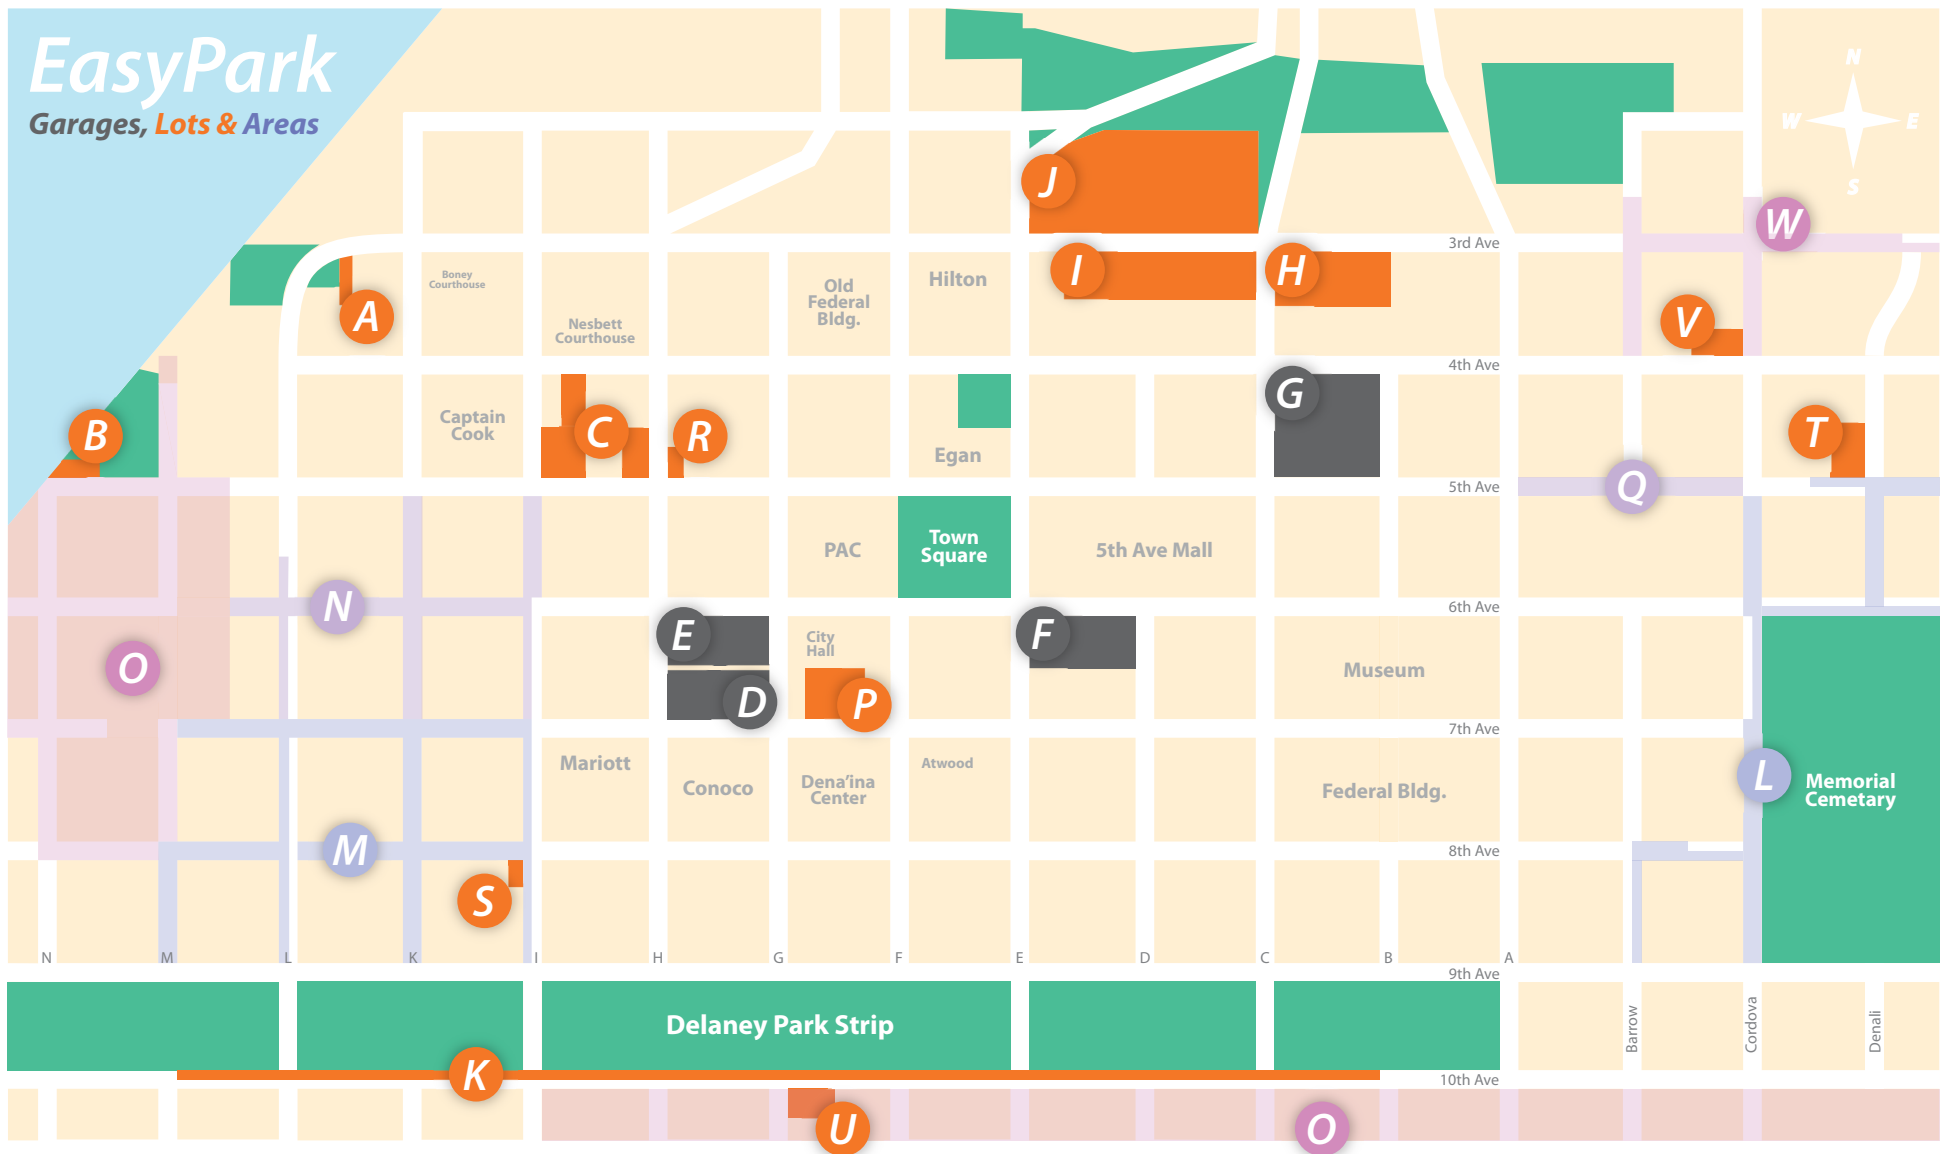 EasyPark
Garages, Lots & Areas
N
W
E
S
J
W
3rd Ave
I
H
Boney
Courthouse
Hilton
Old
Federal
Bldg.
A
Nesbett
Courthouse
V
4th Ave
G
Captain
Cook
B
C
R
T
Egan
5th Ave
Q
PAC
Town
Square
5th Ave Mall
N
6th Ave
E
City
Hall
F
O
Museum
D
P
7th Ave
Mariott
Conoco
Dena'ina
Center
Atwood
Federal Bldg.
L
Memorial
Cemetary
M
8th Ave
S
N
M
L
K
I
H
G
F
E
D
C
B
A
9th Ave
Delaney Park Strip
Barrow
Cordova
Denali
K
10th Ave
U
O